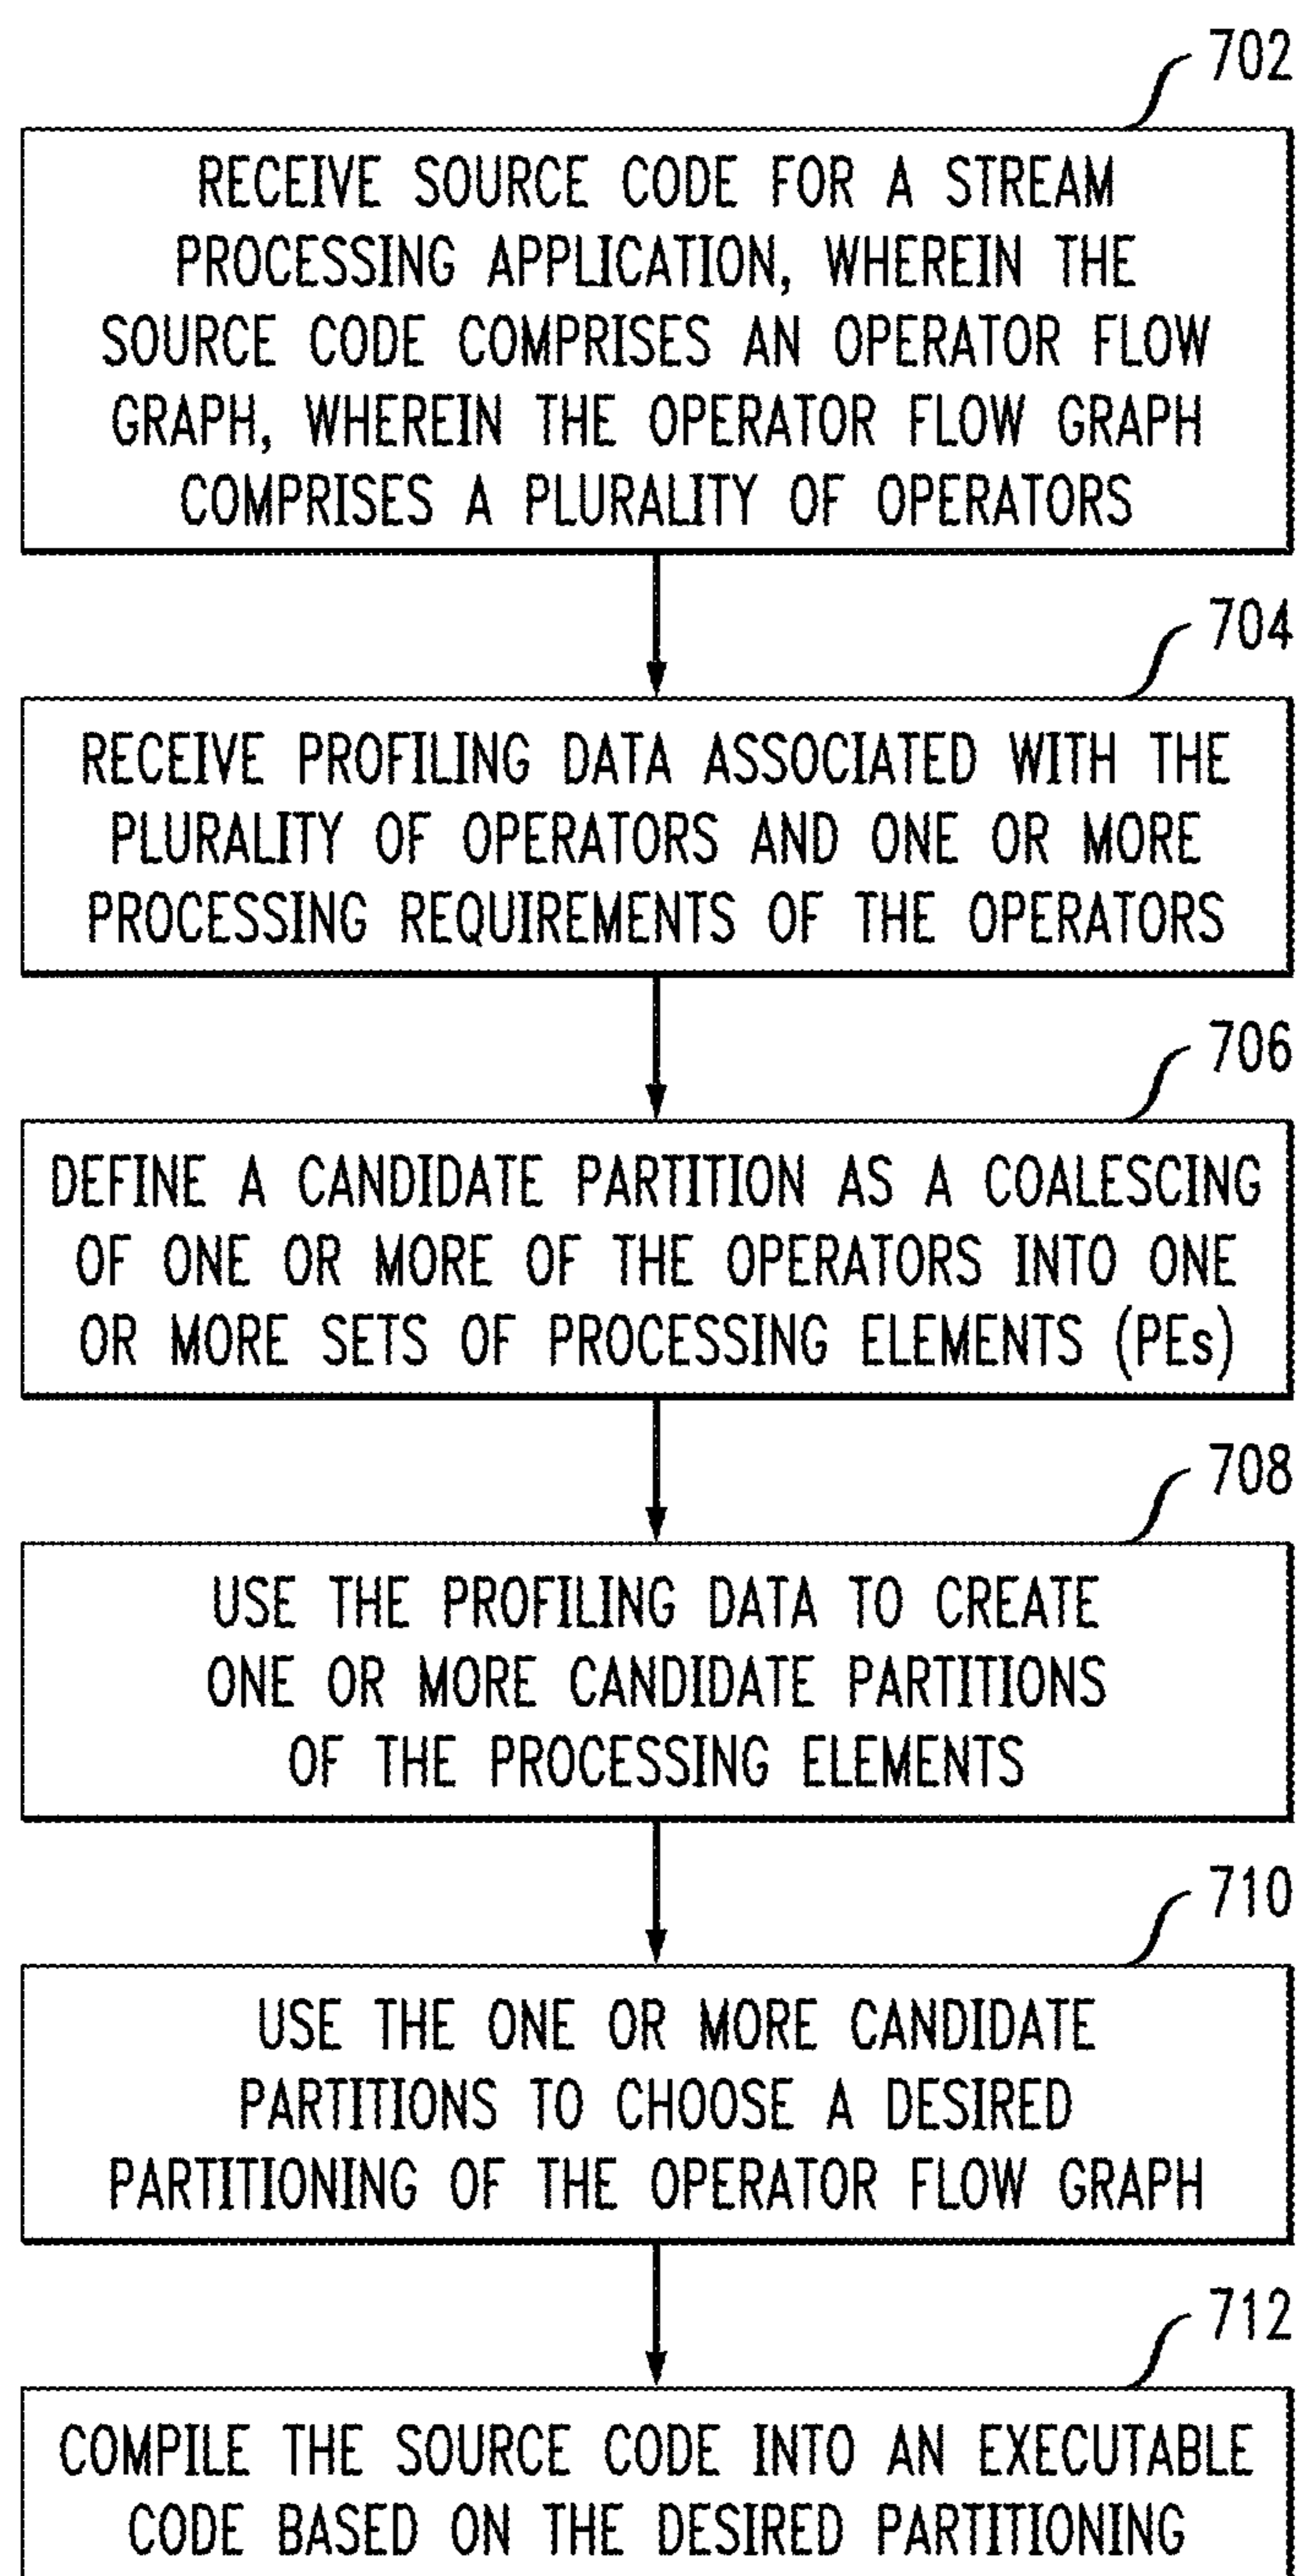 702
RECEIVE SOURCE CODE FOR A STREAM
PROCESSING APPLICATION, WHEREIN THE
SOURCE CODE COMPRISES AN OPERATOR FLOW
GRAPH, WHEREIN THE OPERATOR FLOW GRAPH
COMPRISES A PLURALITY OF OPERATORS
704
RECEIVE PROFILING DATA ASSOCIATED WITH THE
PLURALITY OF OPERATORS AND ONE OR MORE
PROCESSING REQUIREMENTS OF THE OPERATORS
706
DEFINE A CANDIDATE PARTITION AS A COALESCING
OF ONE OR MORE OF THE OPERATORS INTO ONE
OR MORE SETS OF PROCESSING ELEMENTS (PEs)
708
USE THE PROFILING DATA TO CREATE
ONE OR MORE CANDIDATE PARTITIONS
OF THE PROCESSING ELEMENTS
710
USE THE ONE OR MORE CANDIDATE
PARTITIONS TO CHOOSE A DESIRED
PARTITIONING OF THE OPERATOR FLOW GRAPH
712
COMPILE THE SOURCE CODE INTO AN EXECUTABLE
CODE BASED ON THE DESIRED PARTITIONING